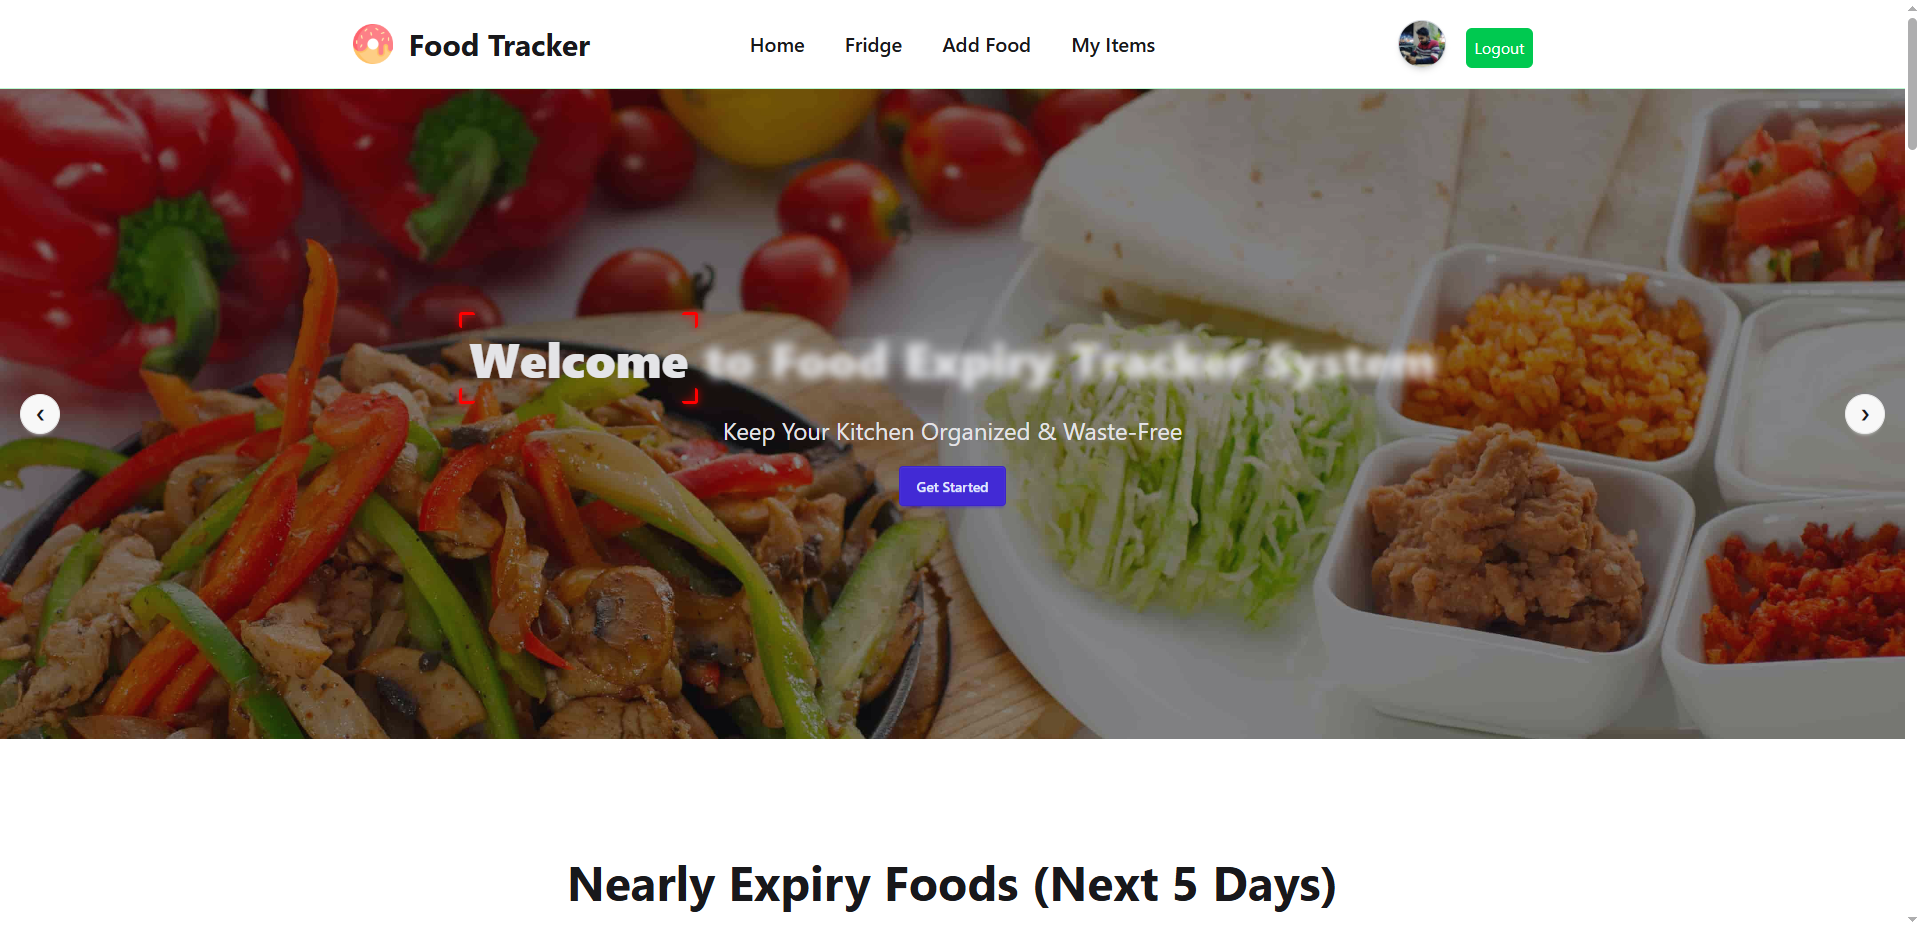 Food Tracker
Home
Fridge
Add Food
My Items
Logout
Welcome to Food Expiry Tracker System
Keep Your Kitchen Organized & Waste-Free
Get Started
Nearly Expiry Foods (Next 5 Days)